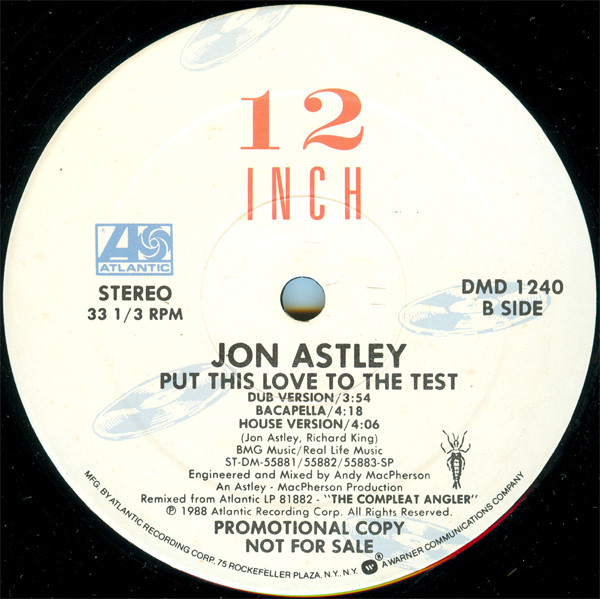 12
INCH
ATLANTIC
STEREO
33 1/3 RPM
DMD 1240
B SIDE
JON ASTLEY
PUT THIS LOVE TO THE TEST
DUB VERSION/3:54
BACAPELLA/4:18
HOUSE VERSION/4:06
(Jon Astley, Richard King)
BMG Music/Real Life Music
ST-DM-55881/55882/55883-SP
Engineered and Mixed by Andy MacPherson
An Astley - MacPherson Production
Remixed from Atlantic LP 81882 - "THE COMPLEAT ANGLER"
℗ 1988 Atlantic Recording Corp. All Rights Reserved.
PROMOTIONAL COPY
NOT FOR SALE
MFG. BY ATLANTIC RECORDING CORP. 75 ROCKEFELLER PLAZA, N.Y., N.Y. ® A WARNER COMMUNICATIONS COMPANY